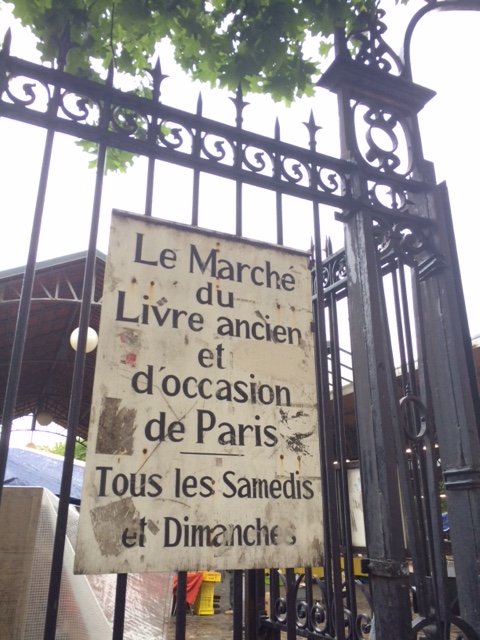 Le Marché
du
Livre ancien
et
d'occasion
de Paris
Tous les Samedis
et Dimanches